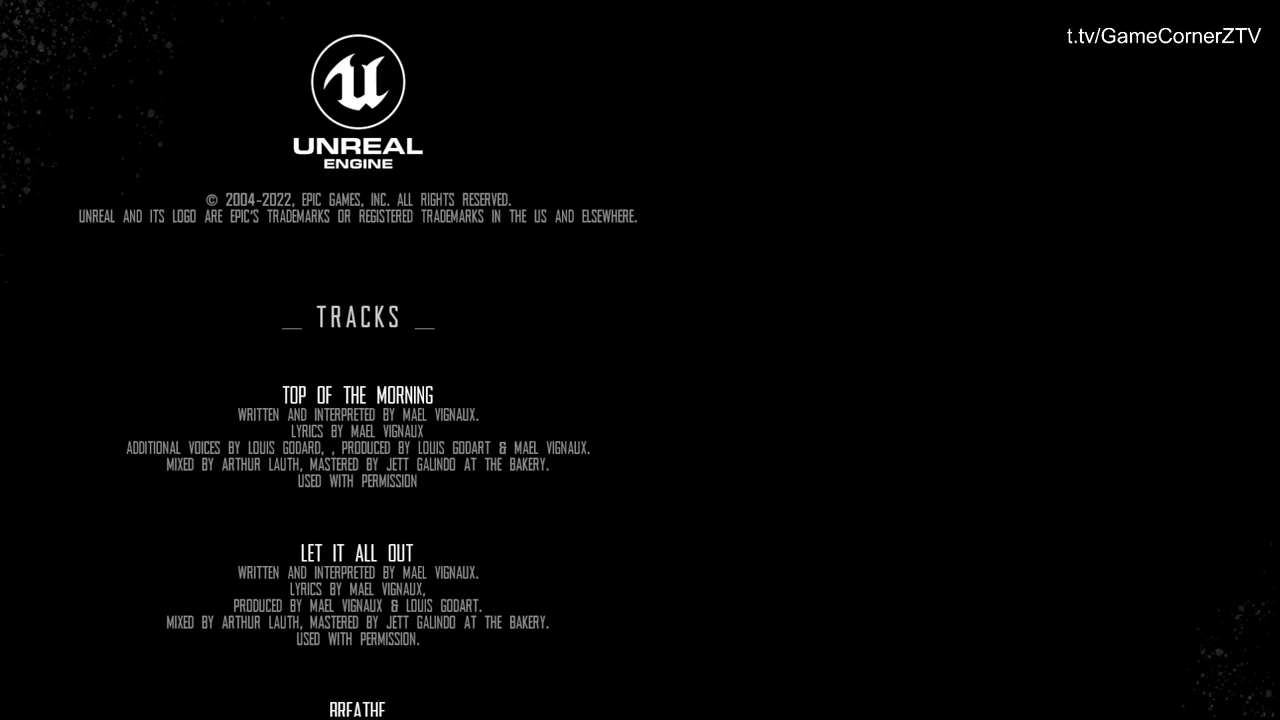 t.tv/GameCornerZTV
UNREAL
ENGINE
© 2004-2022, EPIC GAMES, INC. ALL RIGHTS RESERVED.
UNREAL AND ITS LOGO ARE EPIC'S TRADEMARKS OR REGISTERED TRADEMARKS IN THE US AND ELSEWHERE.
_ TRACKS _
TOP OF THE MORNING
WRITTEN AND INTERPRETED BY MAEL VIGNAUX.
LYRICS BY MAEL VIGNAUX
ADDITIONAL VOICES BY LOUIS GODARD, , PRODUCED BY LOUIS GODART & MAEL VIGNAUX.
MIXED BY ARTHUR LAUTH, MASTERED BY JETT GALINDO AT THE BAKERY.
USED WITH PERMISSION
LET IT ALL OUT
WRITTEN AND INTERPRETED BY MAEL VIGNAUX.
LYRICS BY MAEL VIGNAUX,
PRODUCED BY MAEL VIGNAUX & LOUIS GODART.
MIXED BY ARTHUR LAUTH, MASTERED BY JETT GALINDO AT THE BAKERY.
USED WITH PERMISSION.
BREATHE